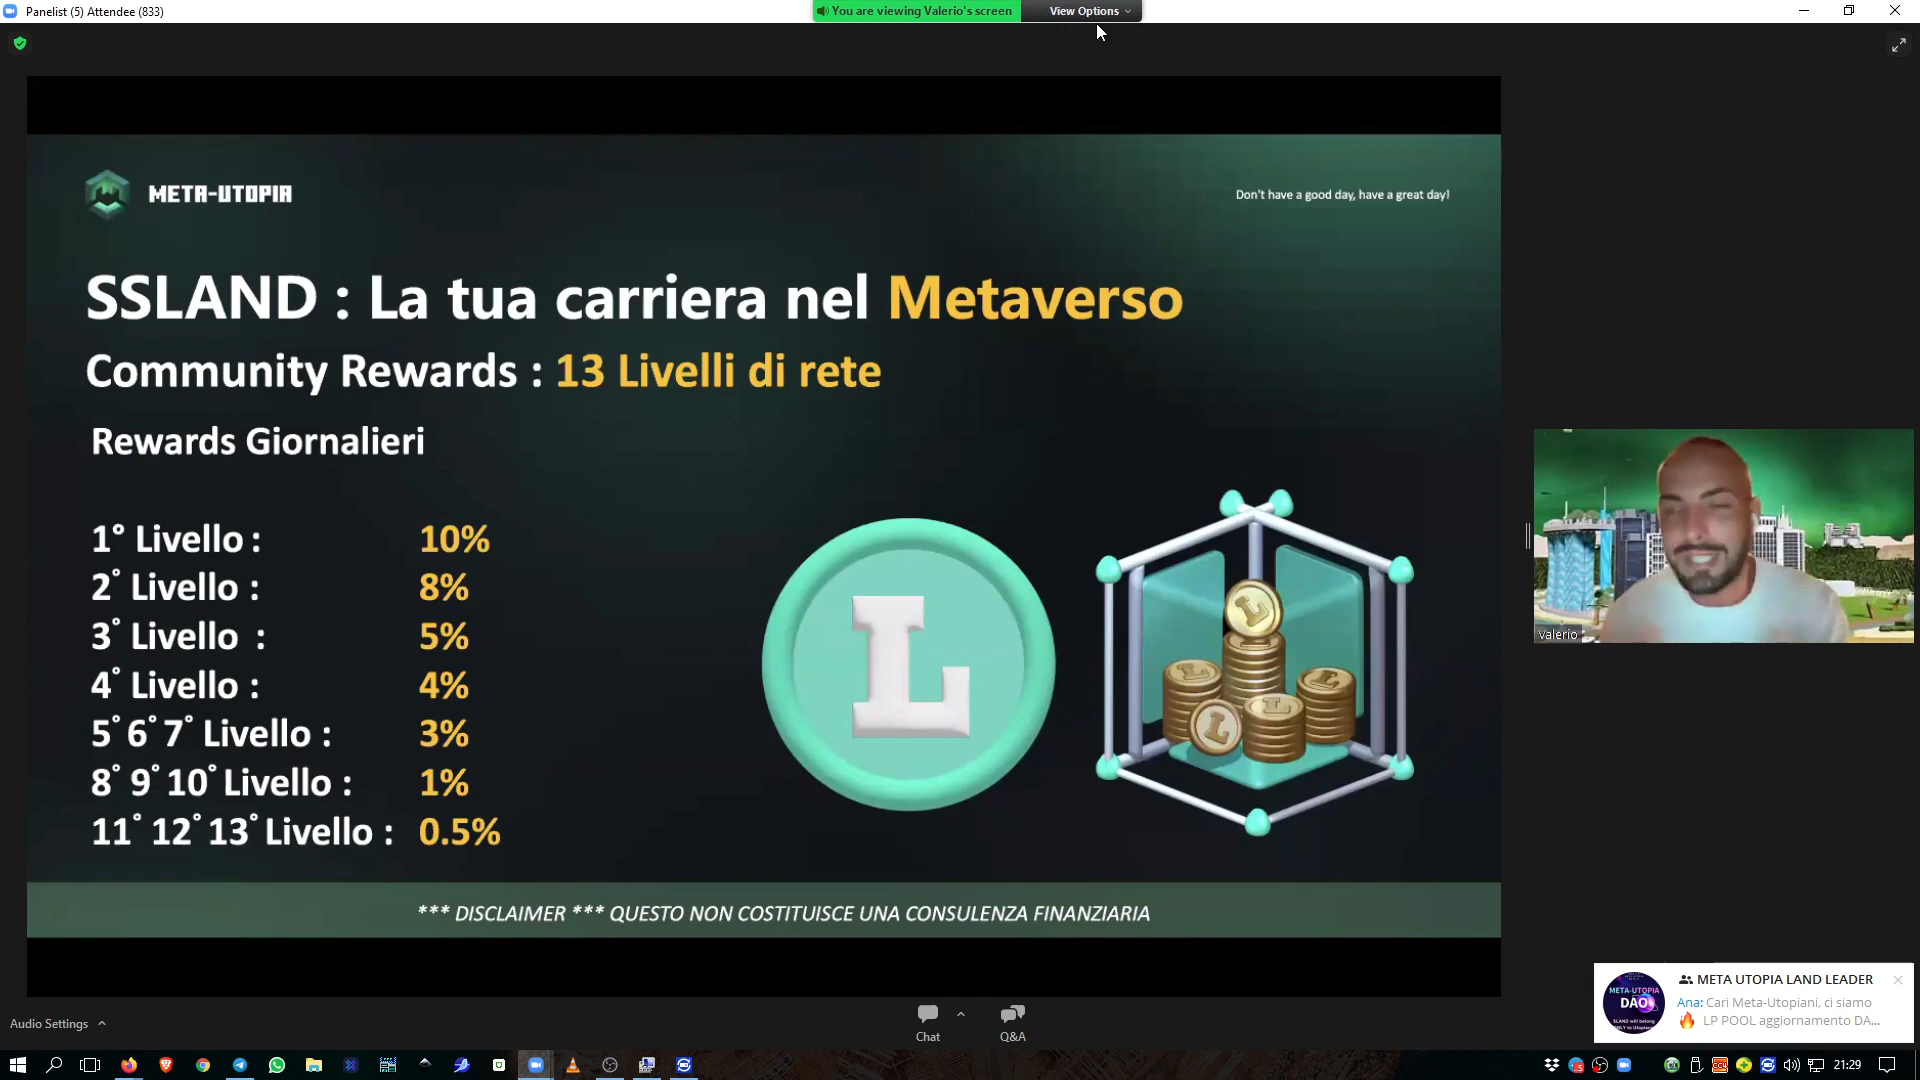 Panelist (5) Attendee (833)
You are viewing Valerio's screen
View Options
META-UTOPIA
Don't have a good day, have a great day!
SSLAND : La tua carriera nel Metaverso
Community Rewards : 13 Livelli di rete
Rewards Giornalieri
1° Livello : 10%
2° Livello : 8%
3° Livello : 5%
4° Livello : 4%
5° 6° 7° Livello : 3%
8° 9° 10° Livello : 1%
11° 12° 13° Livello : 0.5%
L
Valerio
*** DISCLAIMER *** QUESTO NON COSTITUISCE UNA CONSULENZA FINANZIARIA
META-UTOPIA
DAO
META UTOPIA LAND LEADER
Ana: Cari Meta-Utopiani, ci siamo
LP POOL aggiornamento DA...
Audio Settings
Chat
Q&A
21:29